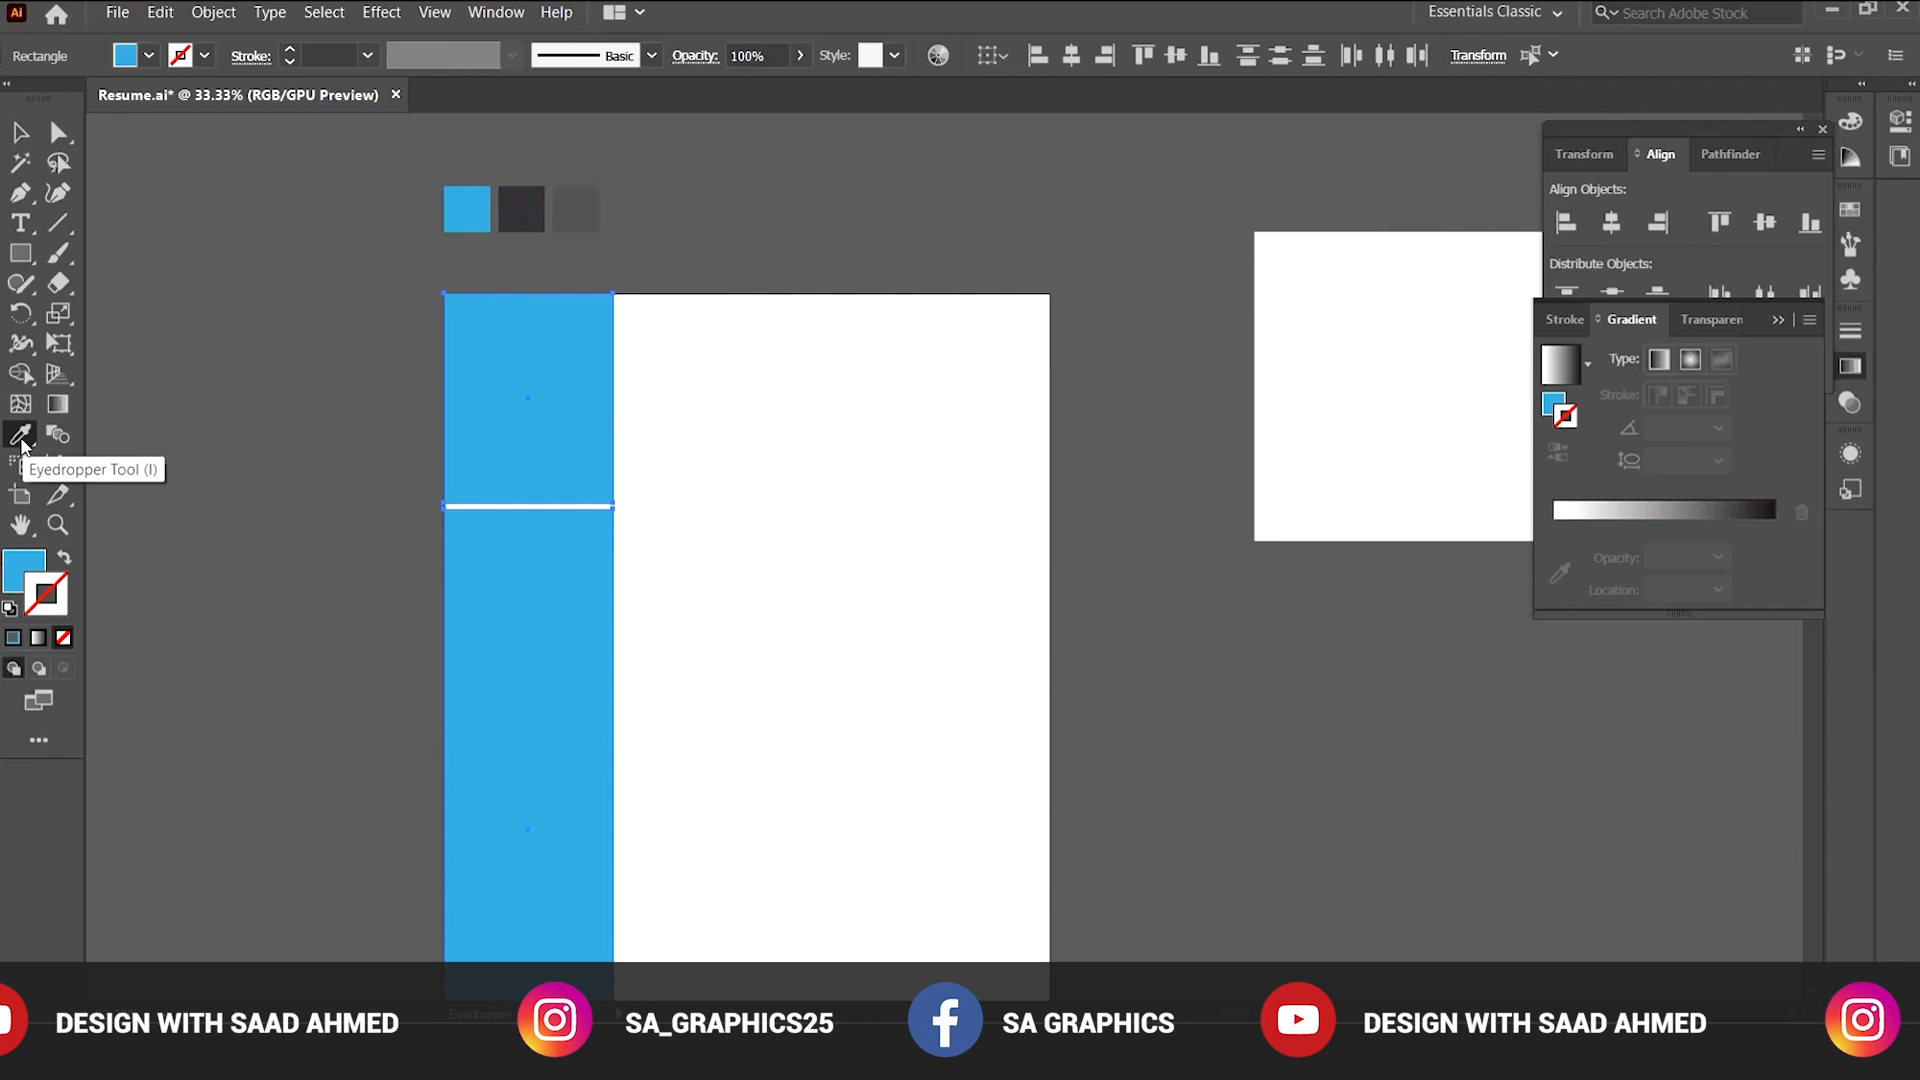 Ai
File Edit Object Type Select Effect View Window Help
Essentials Classic
Search Adobe Stock
Rectangle
Stroke:
Basic
Opacity: 100%
Style:
Transform
Resume.ai* @ 33.33% (RGB/GPU Preview)
Transform Align Pathfinder
Align Objects:
Distribute Objects:
Stroke Gradient Transparen
Type:
Stroke:
Opacity:
Location:
Eyedropper Tool (I)
Eyedropper
DESIGN WITH SAAD AHMED
SA_GRAPHICS25
SA GRAPHICS
DESIGN WITH SAAD AHMED